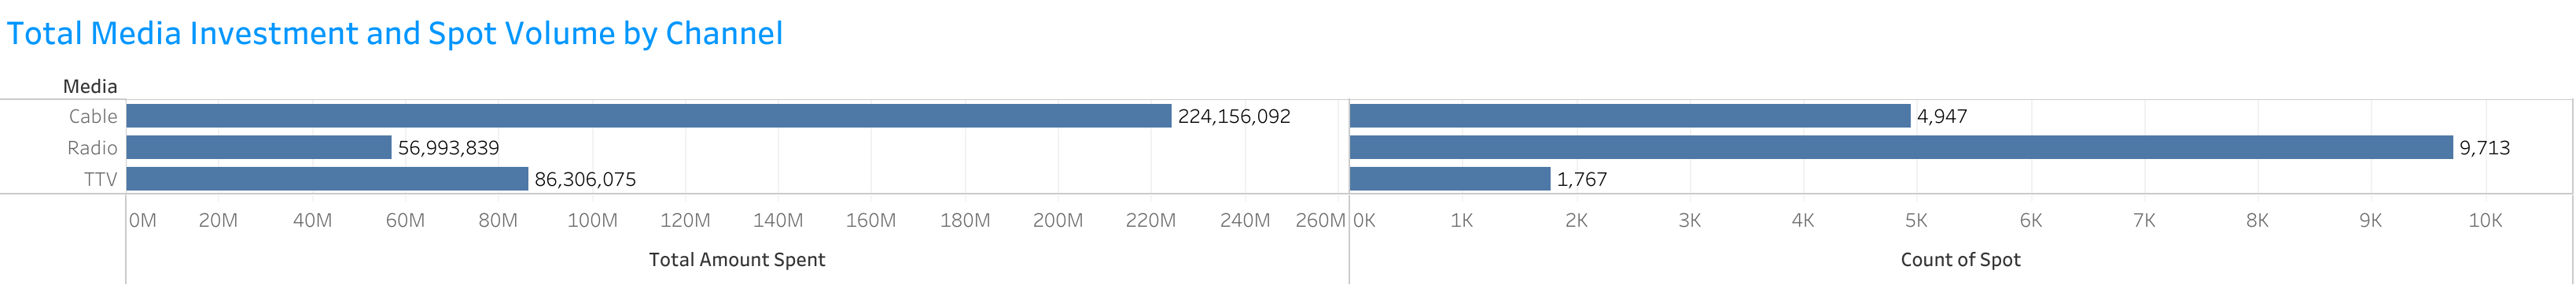 Total Media Investment and Spot Volume by Channel
Media
Cable 224,156,092 4,947
Radio 56,993,839 9,713
TTV 86,306,075 1,767
0M 20M 40M 60M 80M 100M 120M 140M 160M 180M 200M 220M 240M 260M 0K 1K 2K 3K 4K 5K 6K 7K 8K 9K 10K
Total Amount Spent Count of Spot